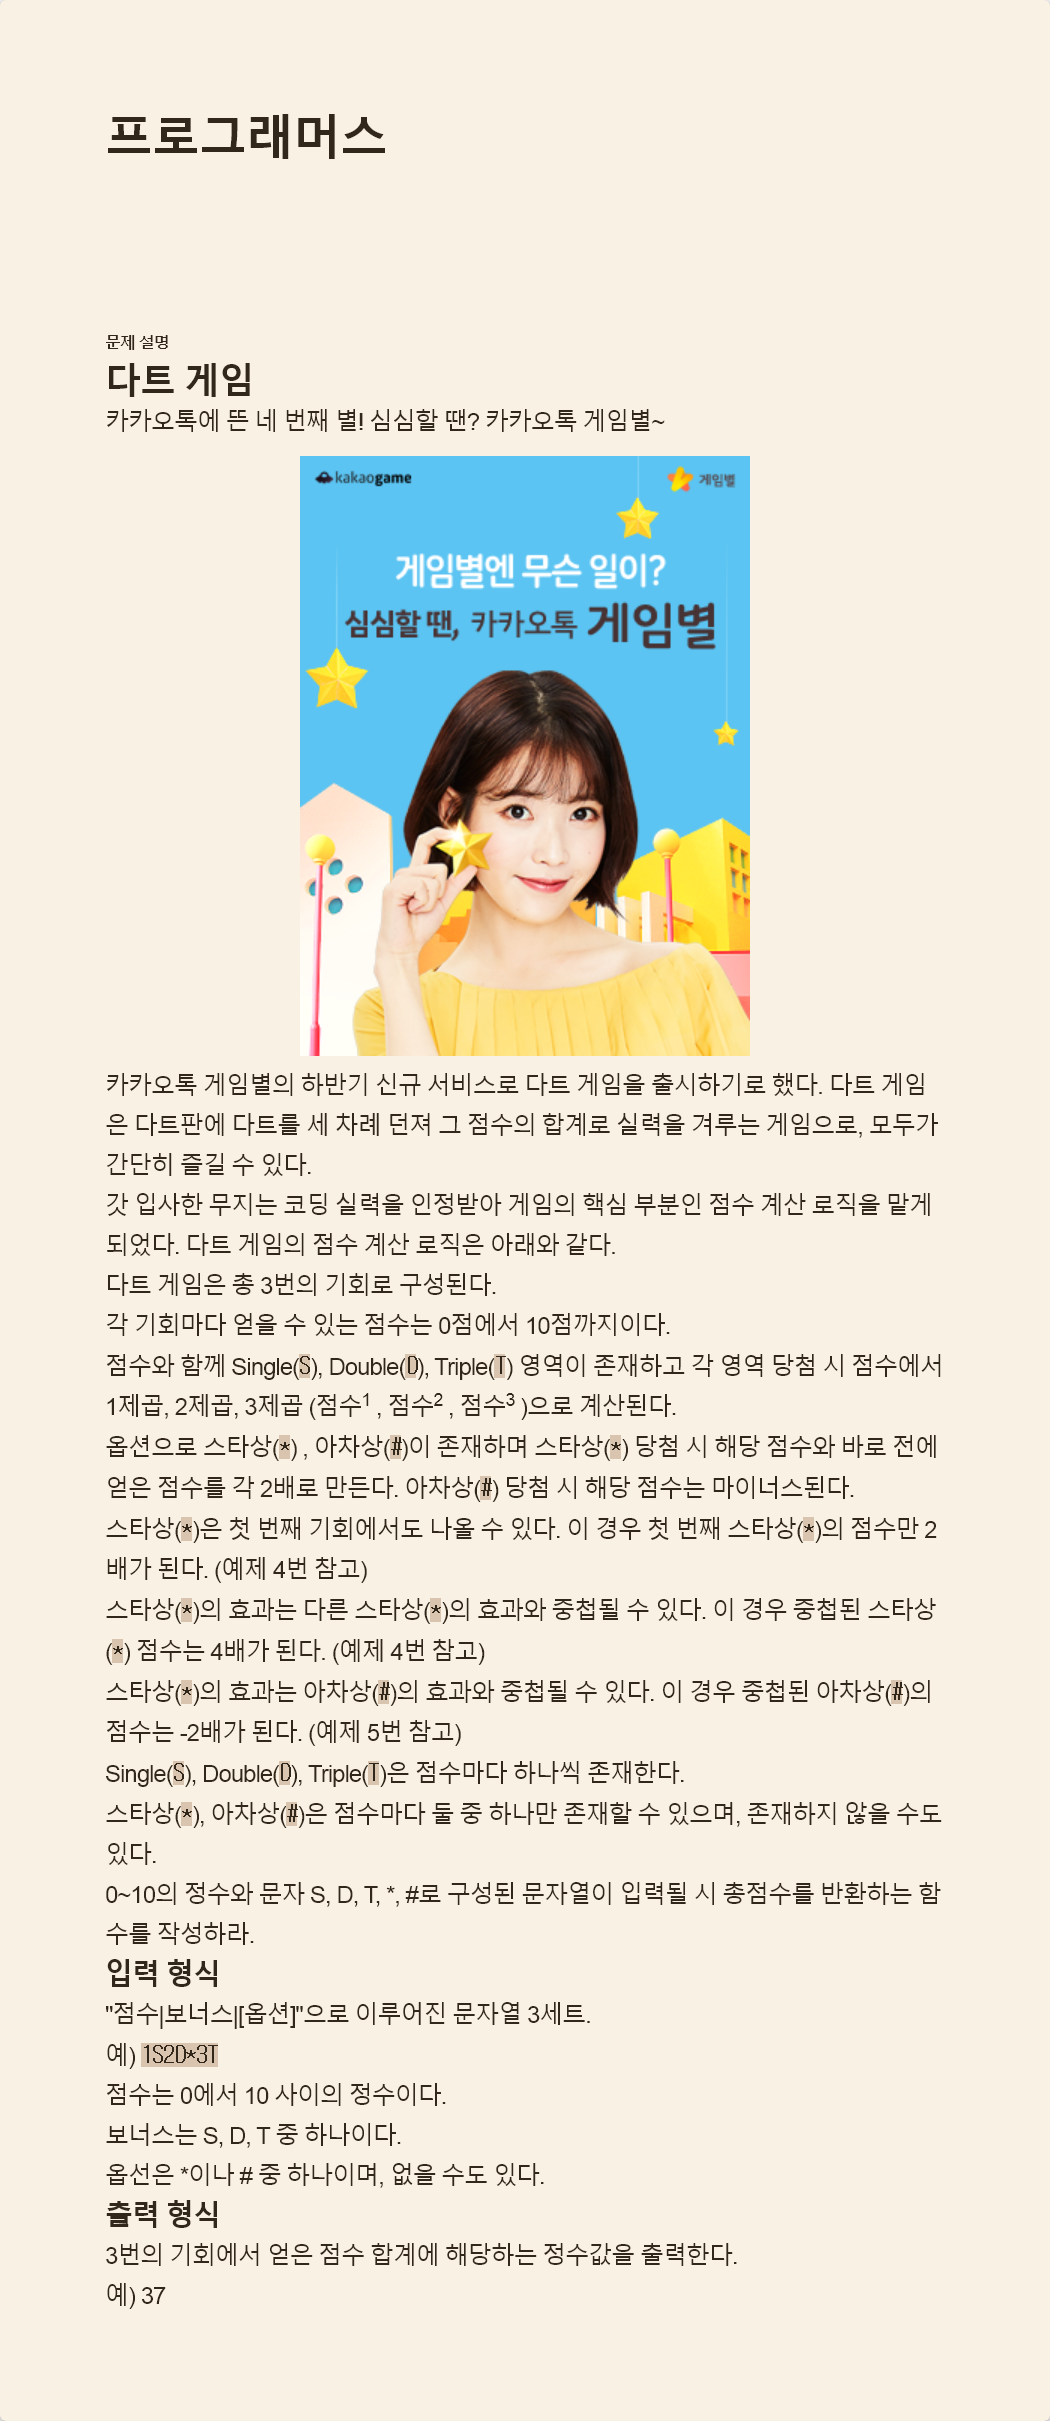 프로그래머스
문제 설명
다트 게임
카카오톡에 뜬 네 번째 별! 심심할 땐? 카카오톡 게임별~
kakaogame
게임별
게임별엔 무슨 일이?
심심할 땐, 카카오톡 게임별
카카오톡 게임별의 하반기 신규 서비스로 다트 게임을 출시하기로 했다. 다트 게임
은 다트판에 다트를 세 차례 던져 그 점수의 합계로 실력을 겨루는 게임으로, 모두가
간단히 즐길 수 있다.
갓 입사한 무지는 코딩 실력을 인정받아 게임의 핵심 부분인 점수 계산 로직을 맡게
되었다. 다트 게임의 점수 계산 로직은 아래와 같다.
다트 게임은 총 3번의 기회로 구성된다.
각 기회마다 얻을 수 있는 점수는 0점에서 10점까지이다.
점수와 함께 Single(S), Double(D), Triple(T) 영역이 존재하고 각 영역 당첨 시 점수에서
1제곱, 2제곱, 3제곱 (점수¹ , 점수² , 점수³ )으로 계산된다.
옵션으로 스타상(*) , 아차상(#)이 존재하며 스타상(*) 당첨 시 해당 점수와 바로 전에
얻은 점수를 각 2배로 만든다. 아차상(#) 당첨 시 해당 점수는 마이너스된다.
스타상(*)은 첫 번째 기회에서도 나올 수 있다. 이 경우 첫 번째 스타상(*)의 점수만 2
배가 된다. (예제 4번 참고)
스타상(*)의 효과는 다른 스타상(*)의 효과와 중첩될 수 있다. 이 경우 중첩된 스타상
(*) 점수는 4배가 된다. (예제 4번 참고)
스타상(*)의 효과는 아차상(#)의 효과와 중첩될 수 있다. 이 경우 중첩된 아차상(#)의
점수는 -2배가 된다. (예제 5번 참고)
Single(S), Double(D), Triple(T)은 점수마다 하나씩 존재한다.
스타상(*), 아차상(#)은 점수마다 둘 중 하나만 존재할 수 있으며, 존재하지 않을 수도
있다.
0~10의 정수와 문자 S, D, T, *, #로 구성된 문자열이 입력될 시 총점수를 반환하는 함
수를 작성하라.
입력 형식
"점수|보너스|[옵션]"으로 이루어진 문자열 3세트.
예) 1S2D*3T
점수는 0에서 10 사이의 정수이다.
보너스는 S, D, T 중 하나이다.
옵선은 *이나 # 중 하나이며, 없을 수도 있다.
출력 형식
3번의 기회에서 얻은 점수 합계에 해당하는 정수값을 출력한다.
예) 37